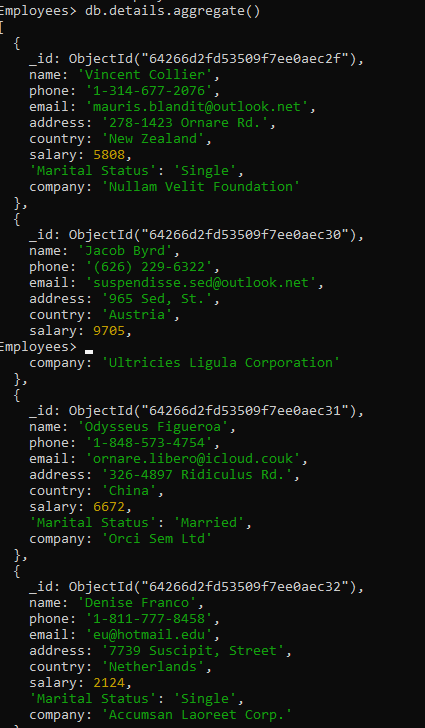 Employees> db.details.aggregate()
[
  {
    _id: ObjectId("64266d2fd53509f7ee0aec2f"),
    name: 'Vincent Collier',
    phone: '1-314-677-2076',
    email: 'mauris.blandit@outlook.net',
    address: '278-1423 Ornare Rd.',
    country: 'New Zealand',
    salary: 5808,
    'Marital Status': 'Single',
    company: 'Nullam Velit Foundation'
  },
  {
    _id: ObjectId("64266d2fd53509f7ee0aec30"),
    name: 'Jacob Byrd',
    phone: '(626) 229-6322',
    email: 'suspendisse.sed@outlook.net',
    address: '965 Sed, St.',
    country: 'Austria',
    salary: 9705,
Employees>
    company: 'Ultricies Ligula Corporation'
  },
  {
    _id: ObjectId("64266d2fd53509f7ee0aec31"),
    name: 'Odysseus Figueroa',
    phone: '1-848-573-4754',
    email: 'ornare.libero@icloud.couk',
    address: '326-4897 Ridiculus Rd.',
    country: 'China',
    salary: 6672,
    'Marital Status': 'Married',
    company: 'Orci Sem Ltd'
  },
  {
    _id: ObjectId("64266d2fd53509f7ee0aec32"),
    name: 'Denise Franco',
    phone: '1-811-777-8458',
    email: 'eu@hotmail.edu',
    address: '7739 Suscipit, Street',
    country: 'Netherlands',
    salary: 2124,
    'Marital Status': 'Single',
    company: 'Accumsan Laoreet Corp.'